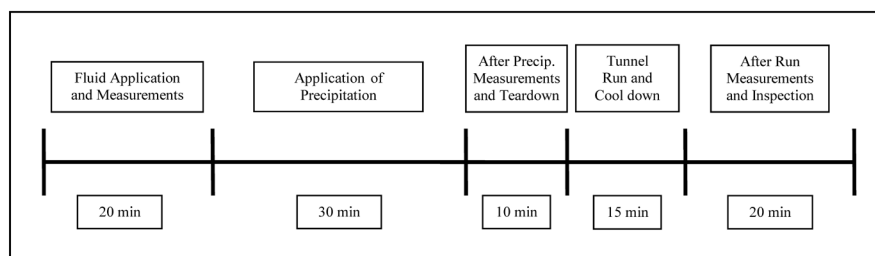 Fluid Application
and Measurements
Application of
Precipitation
After Precip.
Measurements
and Teardown
Tunnel
Run and
Cool down
After Run
Measurements
and Inspection
20 min
30 min
10 min
15 min
20 min